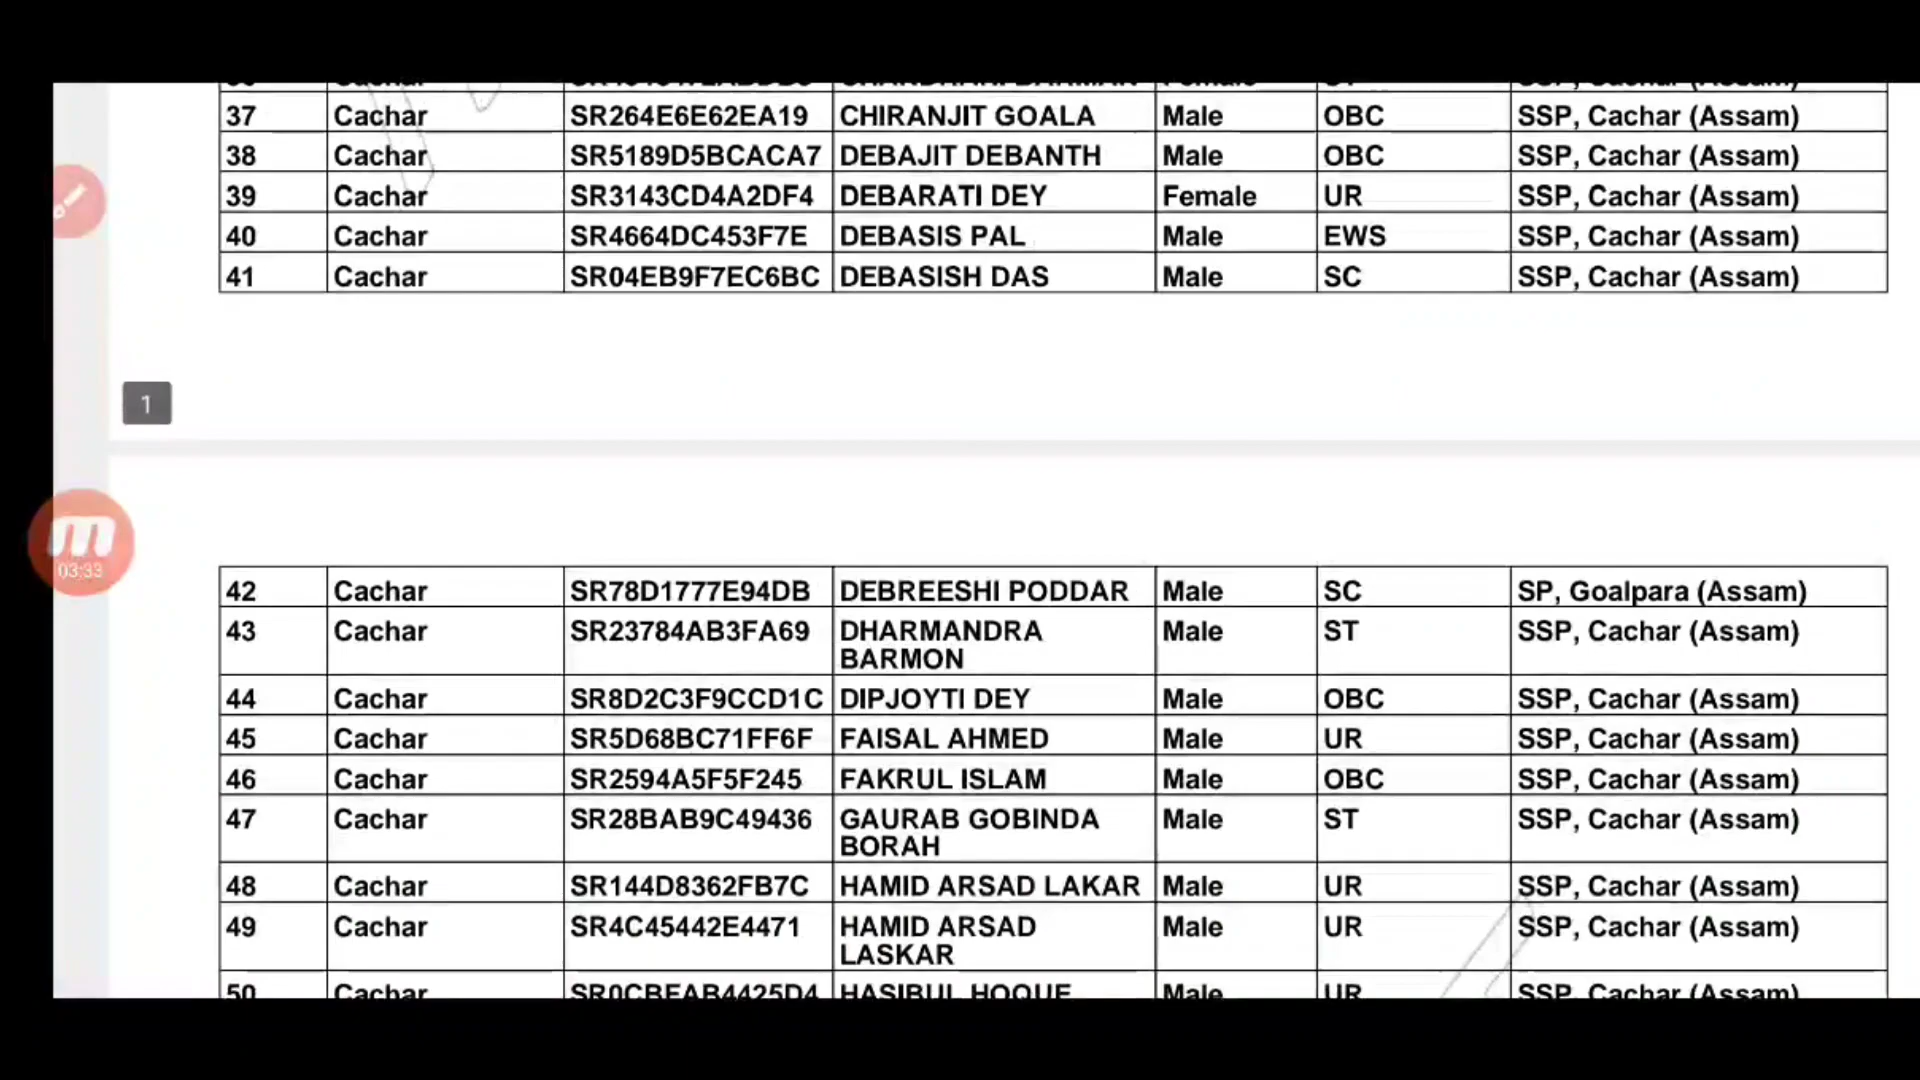 37 Cachar SR264E6E62EA19 CHIRANJIT GOALA Male OBC SSP, Cachar (Assam)
38 Cachar SR5189D5BCACA7 DEBAJIT DEBANTH Male OBC SSP, Cachar (Assam)
39 Cachar SR3143CD4A2DF4 DEBARATI DEY Female UR SSP, Cachar (Assam)
40 Cachar SR4664DC453F7E DEBASIS PAL Male EWS SSP, Cachar (Assam)
41 Cachar SR04EB9F7EC6BC DEBASISH DAS Male SC SSP, Cachar (Assam)
1
03:33
42 Cachar SR78D1777E94DB DEBREESHI PODDAR Male SC SP, Goalpara (Assam)
43 Cachar SR23784AB3FA69 DHARMANDRA Male ST SSP, Cachar (Assam)
BARMON
44 Cachar SR8D2C3F9CCD1C DIPJOYTI DEY Male OBC SSP, Cachar (Assam)
45 Cachar SR5D68BC71FF6F FAISAL AHMED Male UR SSP, Cachar (Assam)
46 Cachar SR2594A5F5F245 FAKRUL ISLAM Male OBC SSP, Cachar (Assam)
47 Cachar SR28BAB9C49436 GAURAB GOBINDA Male ST SSP, Cachar (Assam)
BORAH
48 Cachar SR144D8362FB7C HAMID ARSAD LAKAR Male UR SSP, Cachar (Assam)
49 Cachar SR4C45442E4471 HAMID ARSAD Male UR SSP, Cachar (Assam)
LASKAR
50 Cachar SR0CBEAB4425D4 HASIBUL HOQUE Male UR SSP, Cachar (Assam)